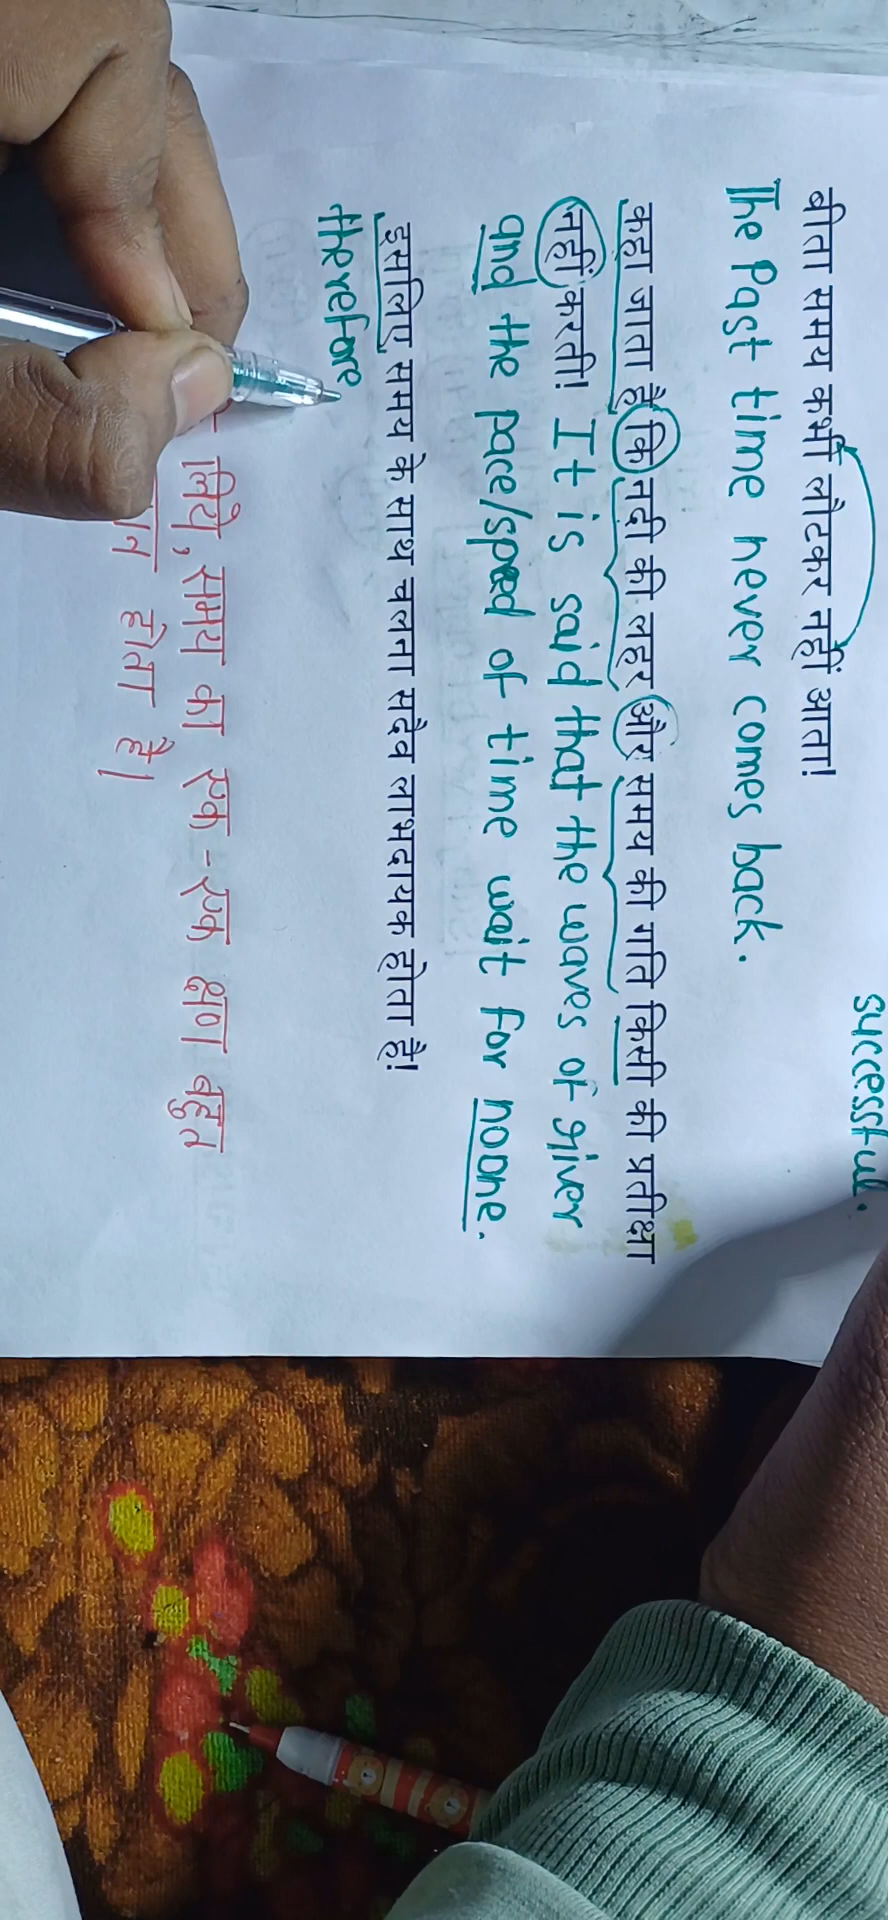 successful.
बीता समय कभी लौटकर नहीं आता!
The Past time never comes back.
कहा जाता है कि नदी की लहर और समय की गति किसी की प्रतीक्षा
नहीं करती! It is said that the waves of river
and the pace/speed of time wait for noone.
इसलिए समय के साथ चलना सदैव लाभदायक होता है!
therefore
लिये, समय का एक-एक क्षण बहुत
होता है।